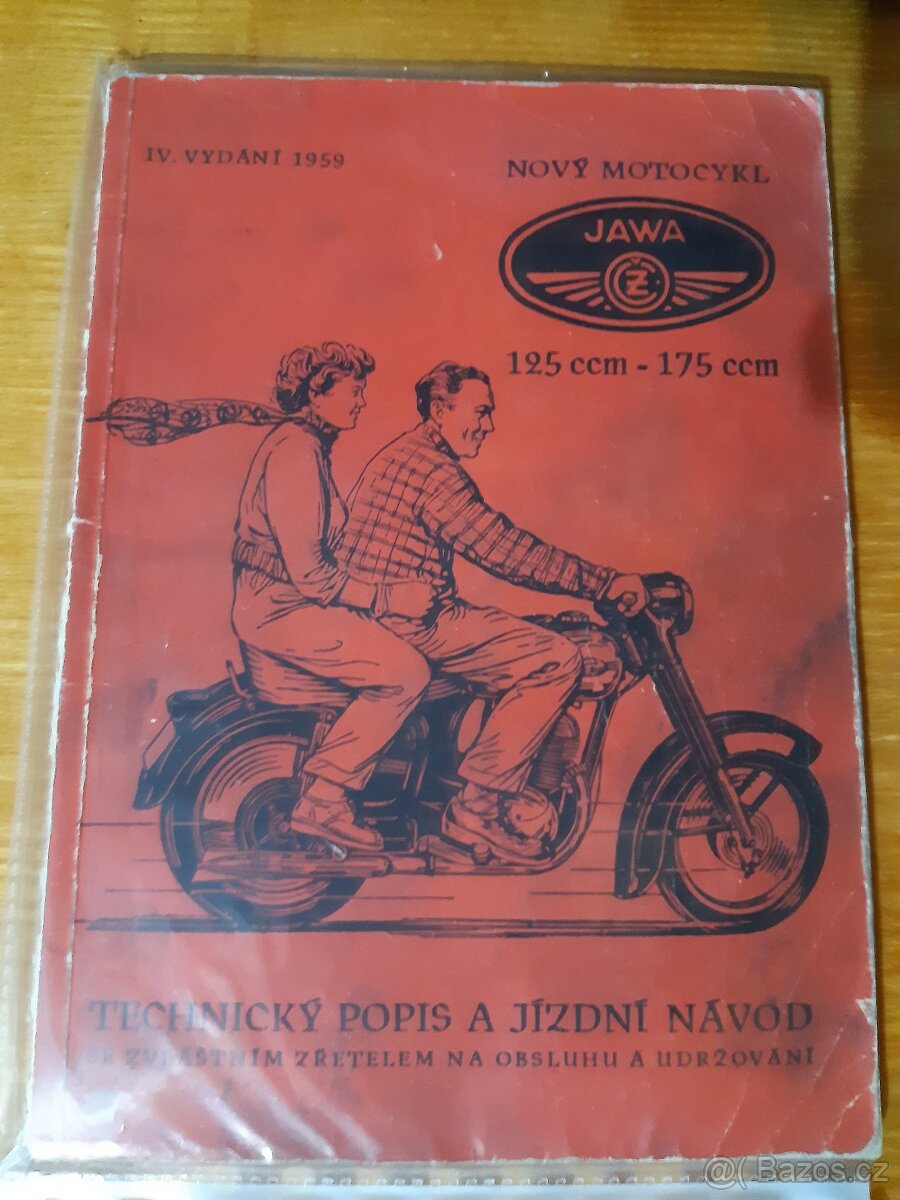 IV. VYDÁNÍ 1959
NOVÝ MOTOCYKL
JAWA
ČZ
125 ccm - 175 ccm
TECHNICKÝ POPIS A JÍZDNÍ NÁVOD
SE ZVLÁŠTNÍM ZŘETELEM NA OBSLUHU A UDRŽOVÁNÍ
@( Bazos.cz